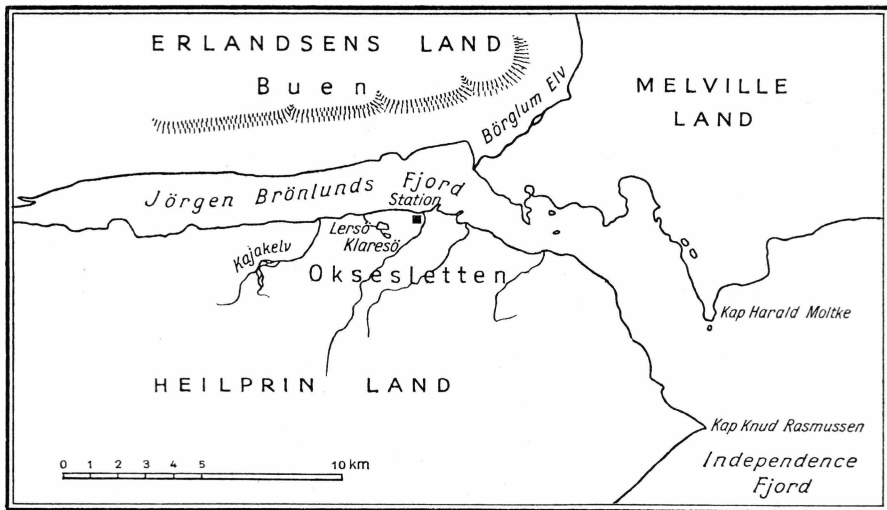 ERLANDSENS LAND
Buen
Börglum Elv
MELVILLE
LAND
Jörgen Brönlunds Fjord
Station
Lersö
Klaresö
Kajakelv
Oksesletten
Kap Harald Moltke
HEILPRIN LAND
Kap Knud Rasmussen
Independence
Fjord
0 1 2 3 4 5 10 km